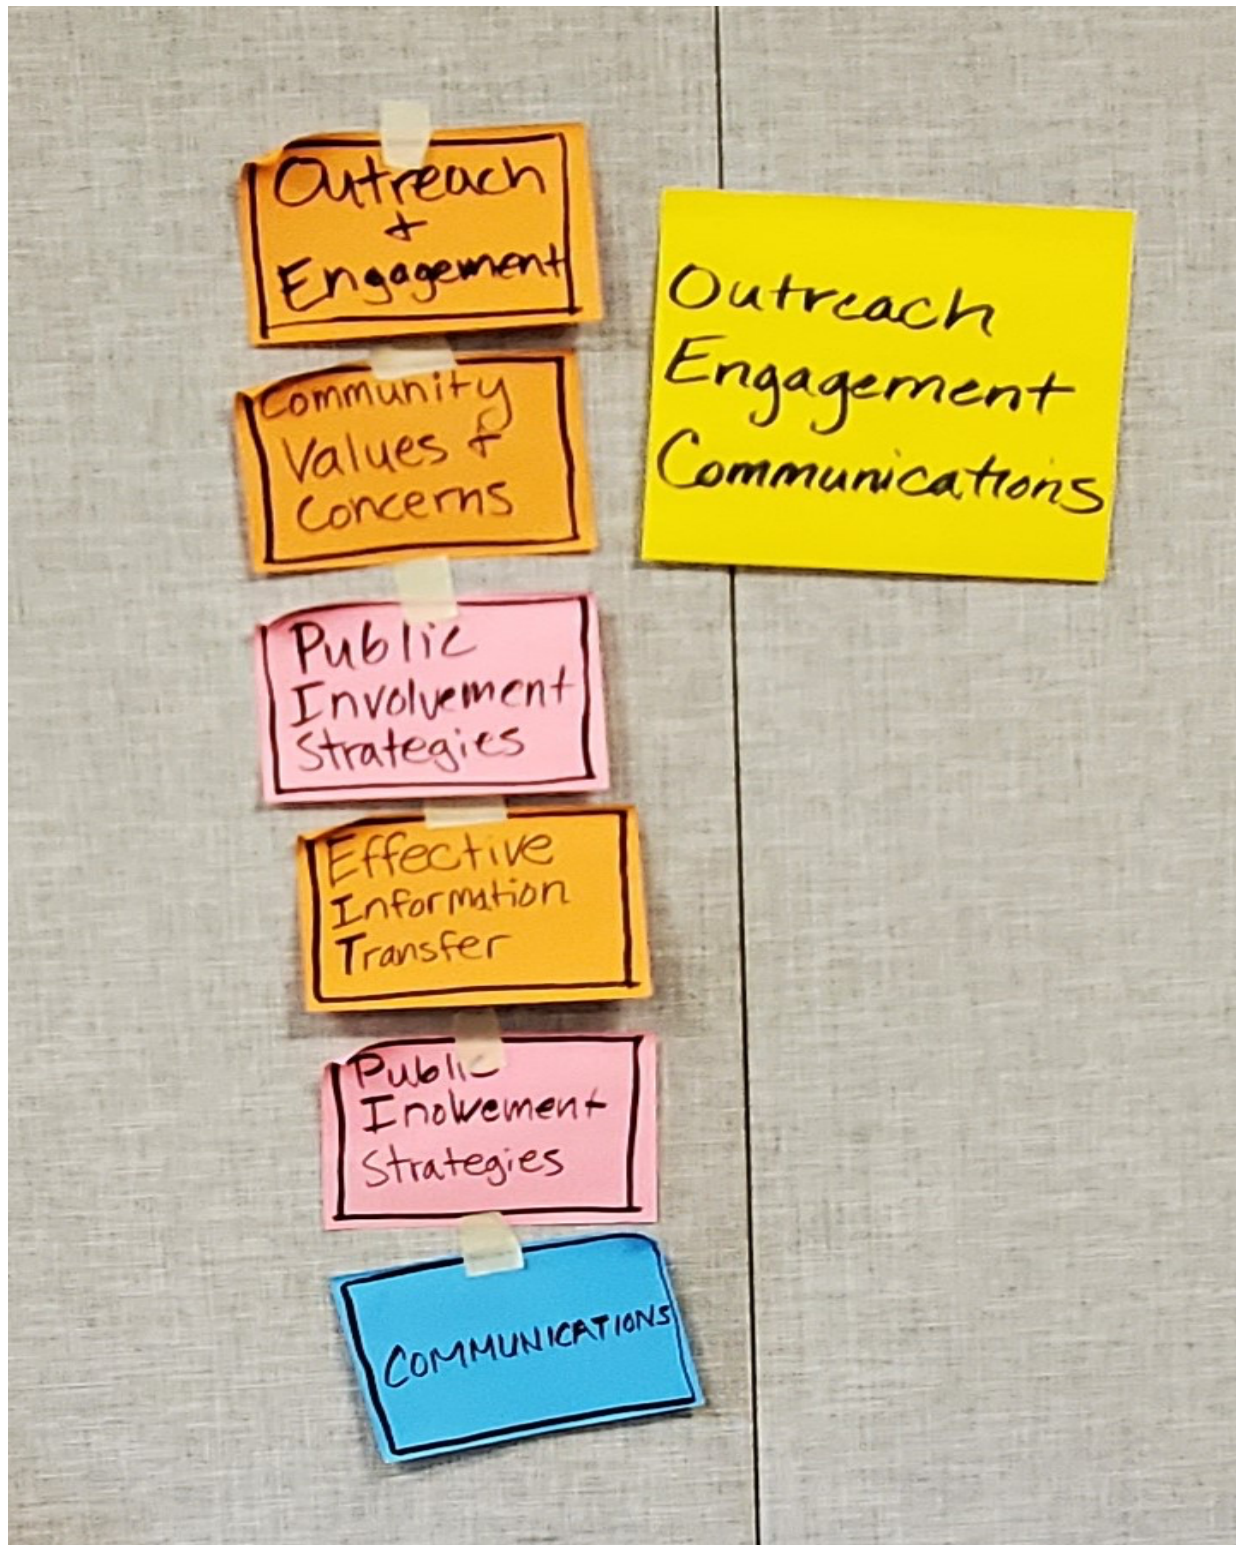 Outreach
+
Engagement
Community
Values +
Concerns
Public
Involvement
Strategies
Effective
Information
Transfer
Public
Inolvement
Strategies
COMMUNICATIONS
Outreach
Engagement
Communications